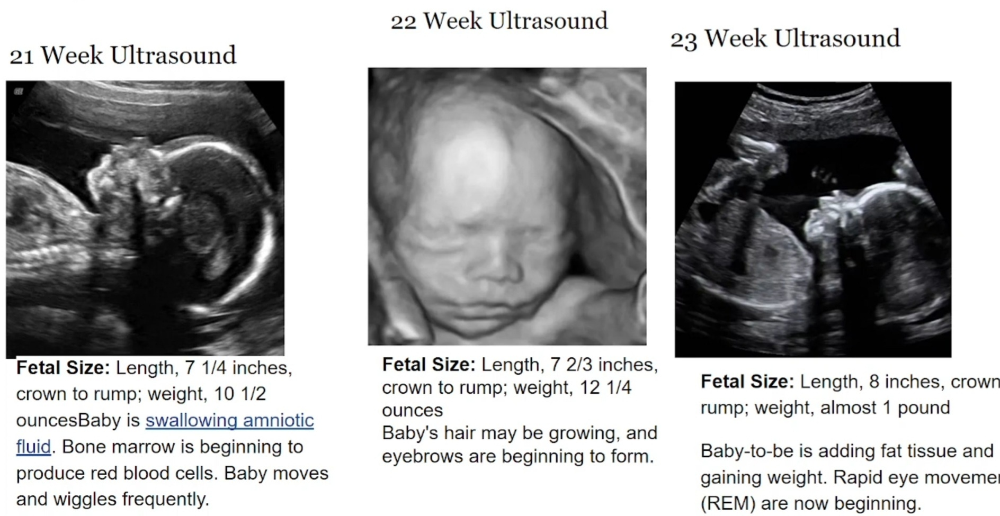 21 Week Ultrasound
Fetal Size: Length, 7 1/4 inches,
crown to rump; weight, 10 1/2
ouncesBaby is swallowing amniotic
fluid. Bone marrow is beginning to
produce red blood cells. Baby moves
and wiggles frequently.
22 Week Ultrasound
Fetal Size: Length, 7 2/3 inches,
crown to rump; weight, 12 1/4
ounces
Baby's hair may be growing, and
eyebrows are beginning to form.
23 Week Ultrasound
Fetal Size: Length, 8 inches, crown
rump; weight, almost 1 pound
Baby-to-be is adding fat tissue and
gaining weight. Rapid eye movemen
(REM) are now beginning.